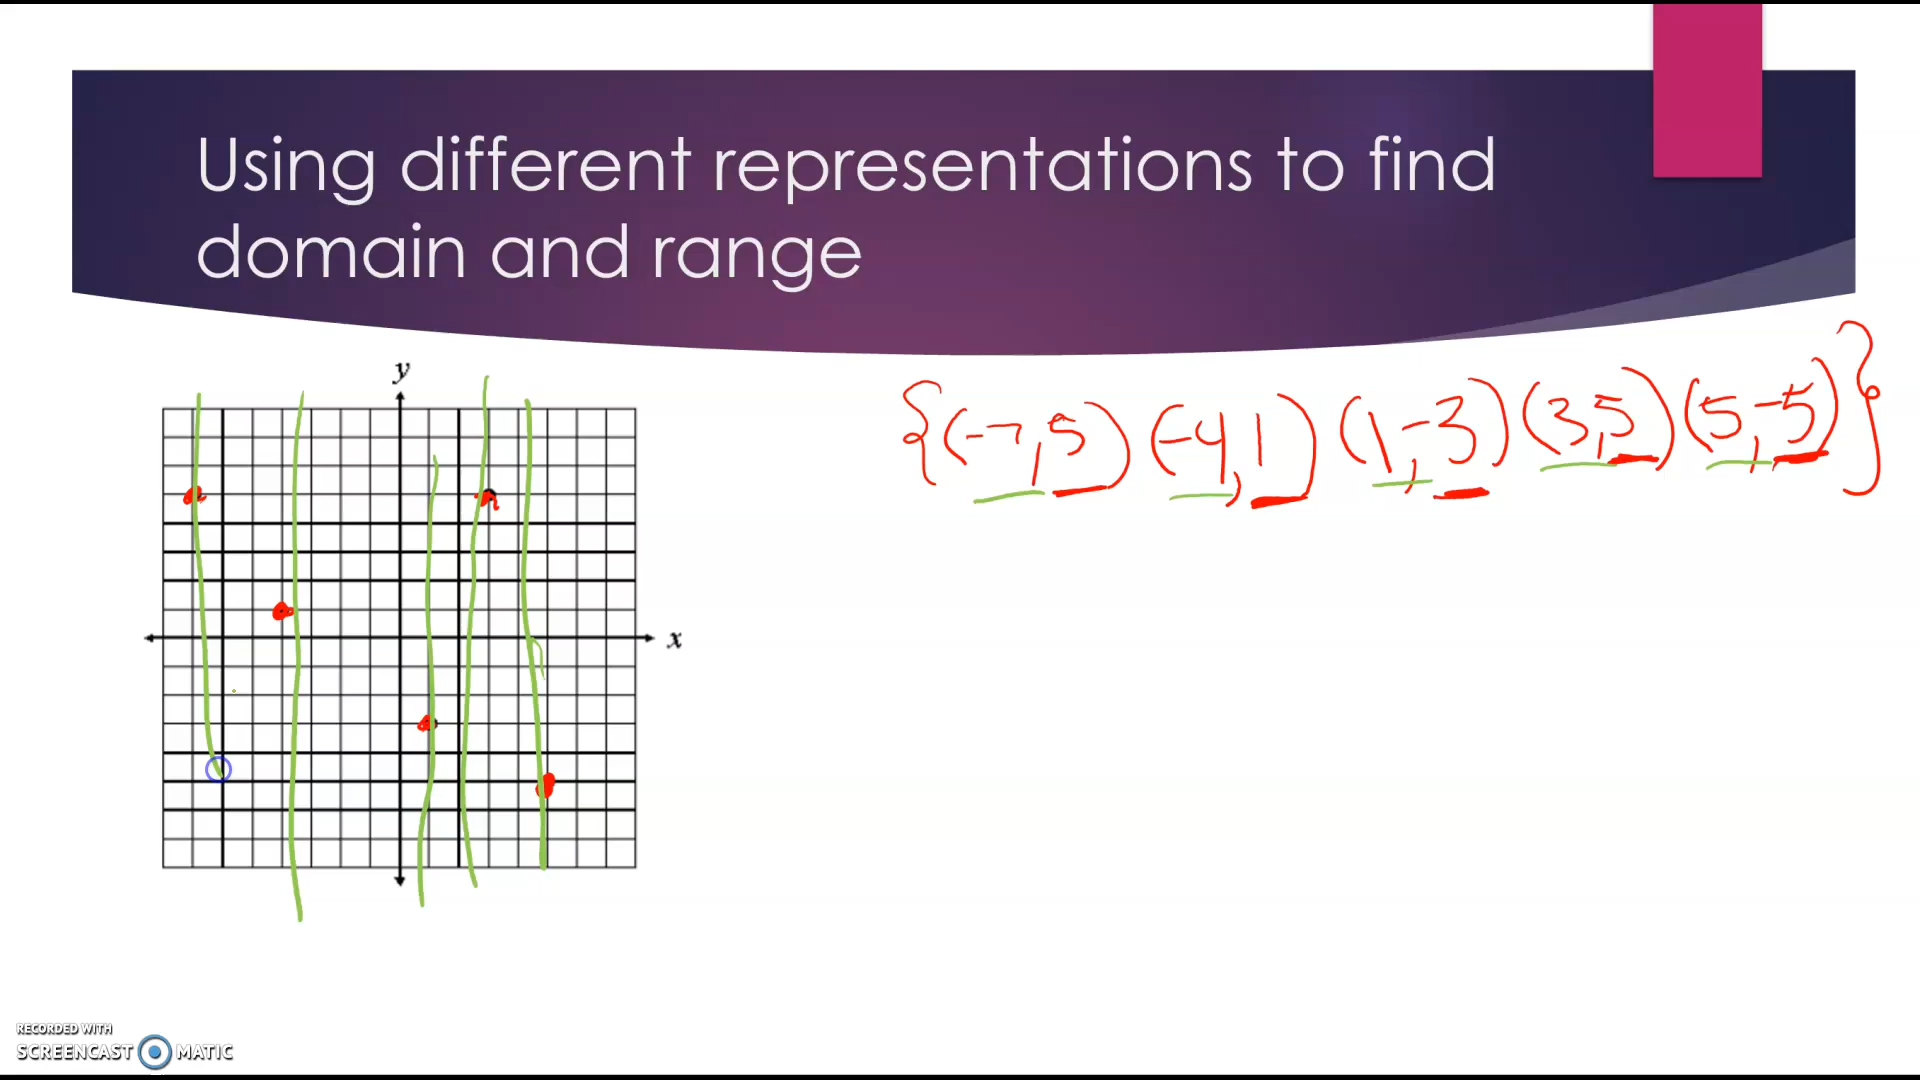 Using different representations to find
domain and range
y
{(-7,5)(-4,1)(1,-3)(3,5)(5,-5)}
x
RECORDED WITH
SCREENCAST MATIC